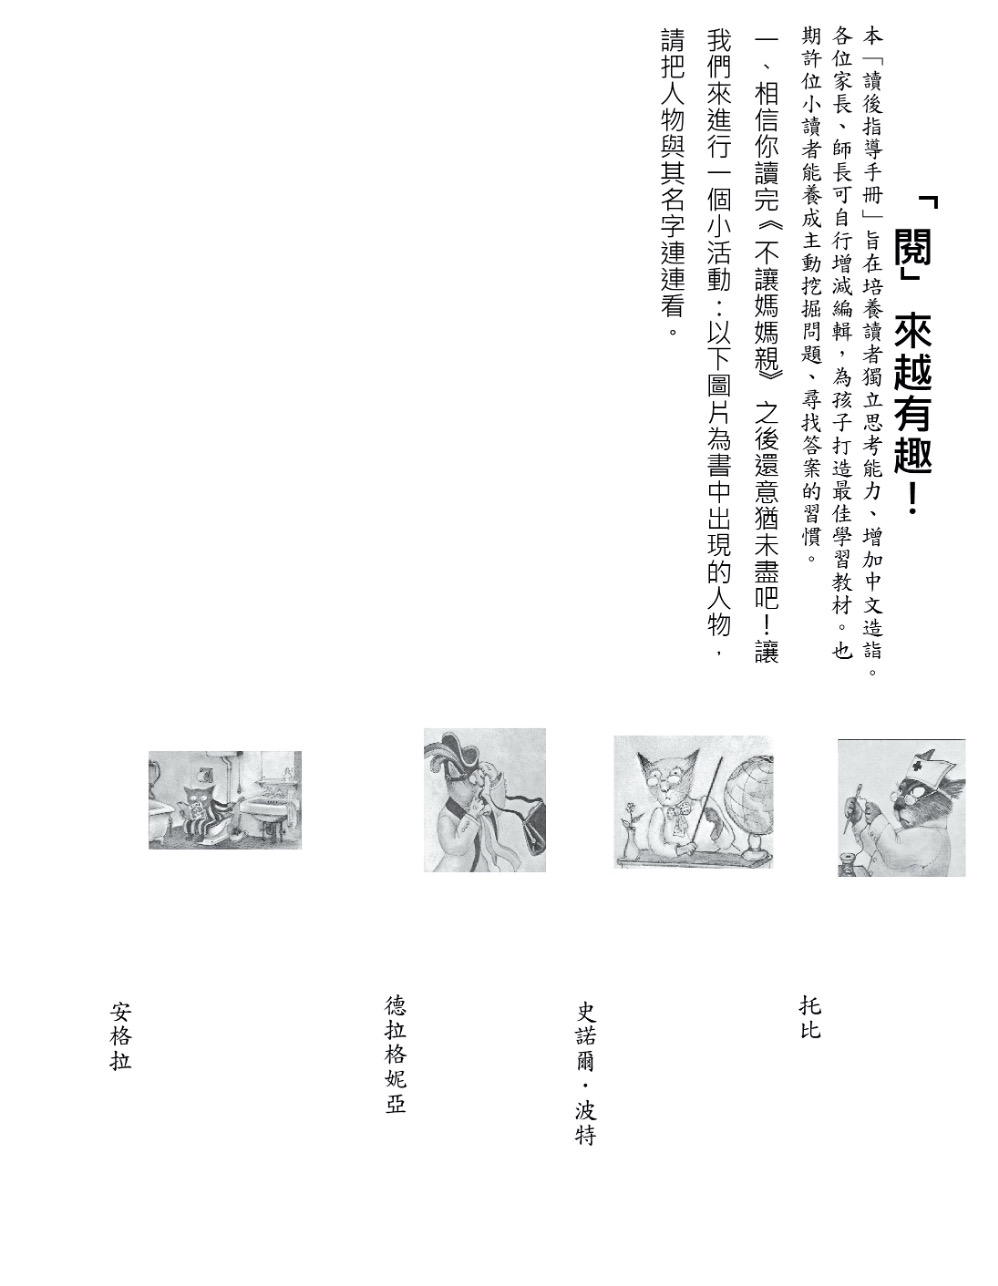 「閱」來越有趣！
本「讀後指導手冊」旨在培養讀者獨立思考能力、增加中文造詣。
各位家長、師長可自行增減編輯，為孩子打造最佳學習教材。也
期許位小讀者能養成主動挖掘問題、尋找答案的習慣。
一、相信你讀完《不讓媽媽親》之後還意猶未盡吧！讓
我們來進行一個小活動：以下圖片為書中出現的人物，
請把人物與其名字連連看。
托比
史諾爾．波特
德拉格妮亞
安格拉